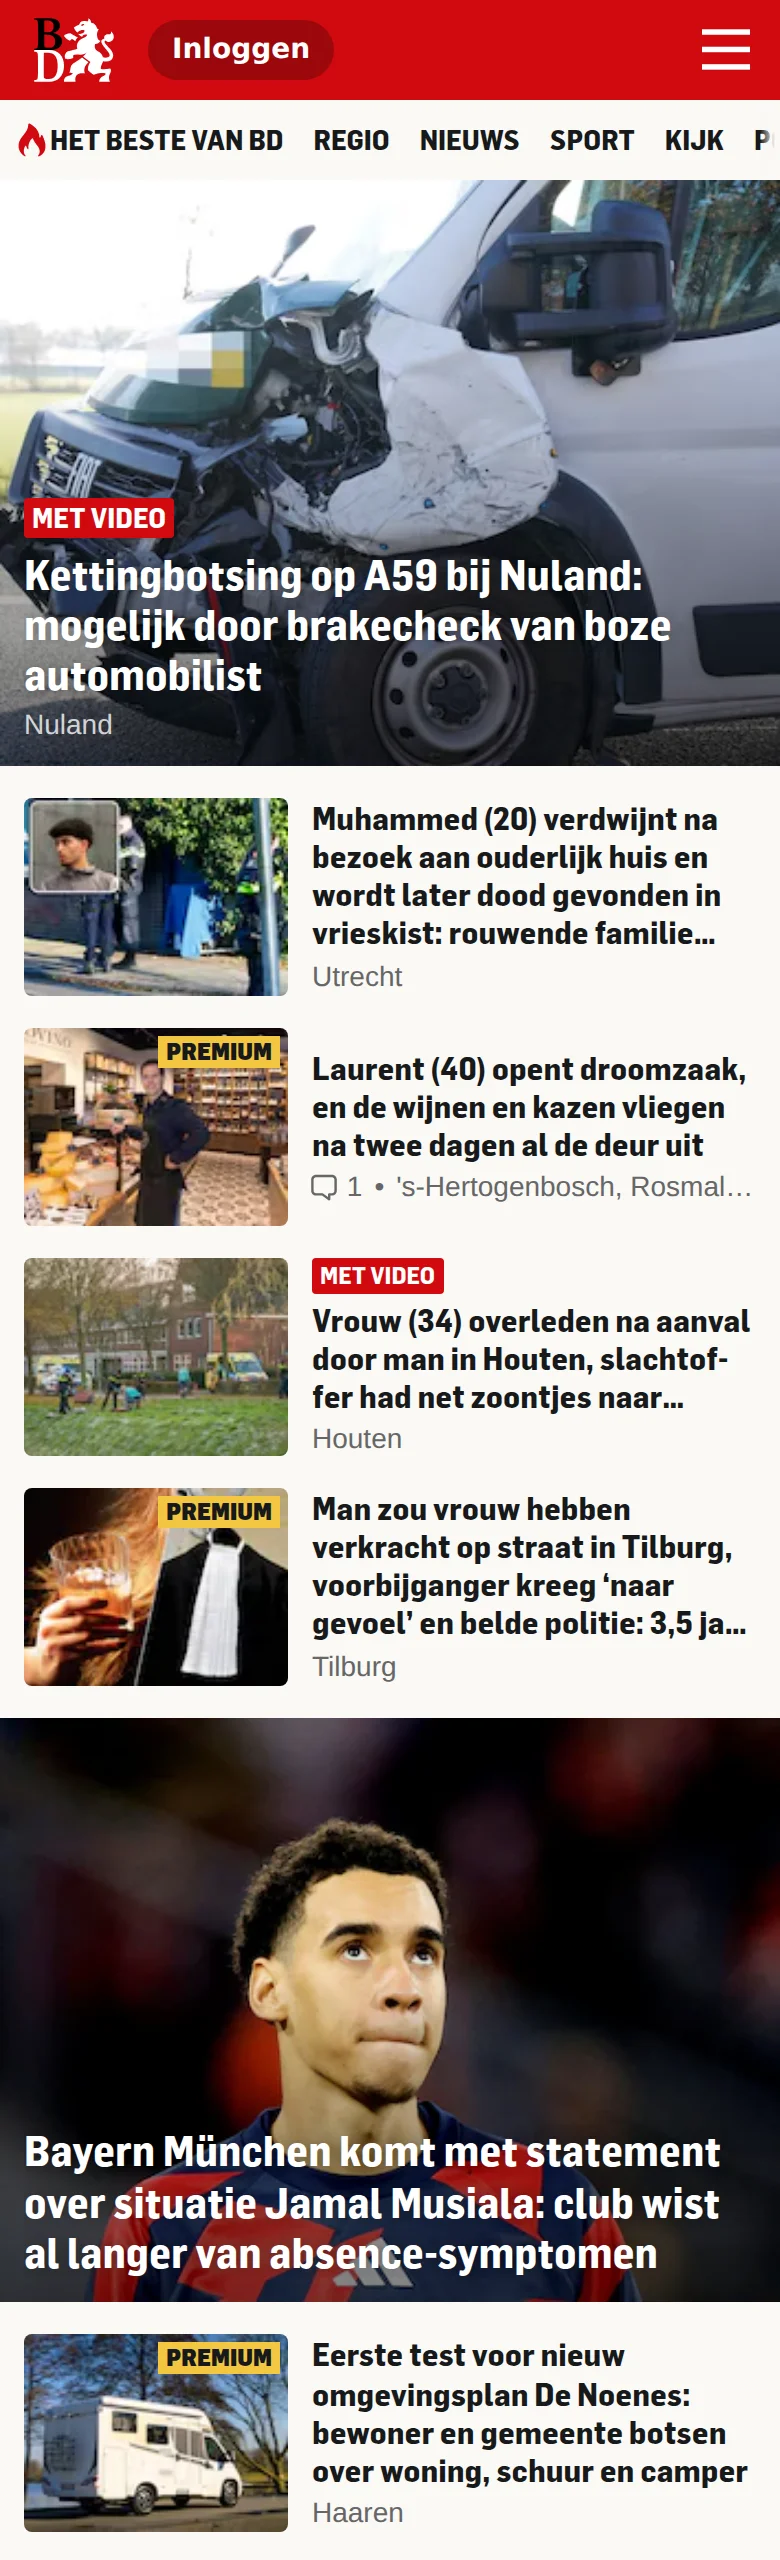 BD
Inloggen
HET BESTE VAN BD REGIO NIEUWS SPORT KIJK
FIAT
MET VIDEO
Kettingbotsing op A59 bij Nuland:
mogelijk door brakecheck van boze
automobilist
Nuland
Muhammed (20) verdwijnt na
bezoek aan ouderlijk huis en
wordt later dood gevonden in
vrieskist: rouwende familie...
Utrecht
PREMIUM
Laurent (40) opent droomzaak,
en de wijnen en kazen vliegen
na twee dagen al de deur uit
1 • 's-Hertogenbosch, Rosmal...
MET VIDEO
Vrouw (34) overleden na aanval
door man in Houten, slachtof-
fer had net zoontjes naar...
Houten
PREMIUM
Man zou vrouw hebben
verkracht op straat in Tilburg,
voorbijganger kreeg ‘naar
gevoel’ en belde politie: 3,5 ja...
Tilburg
Bayern München komt met statement
over situatie Jamal Musiala: club wist
al langer van absence-symptomen
PREMIUM
Eerste test voor nieuw
omgevingsplan De Noenes:
bewoner en gemeente botsen
over woning, schuur en camper
Haaren